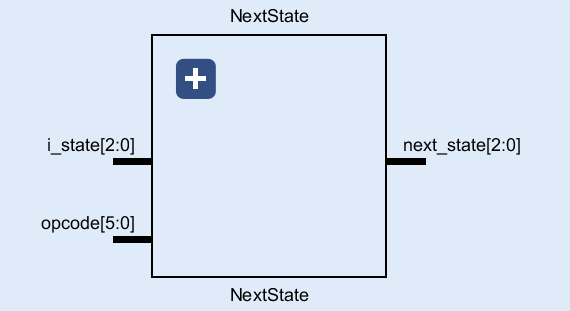 NextState
i_state[2:0]
next_state[2:0]
opcode[5:0]
NextState